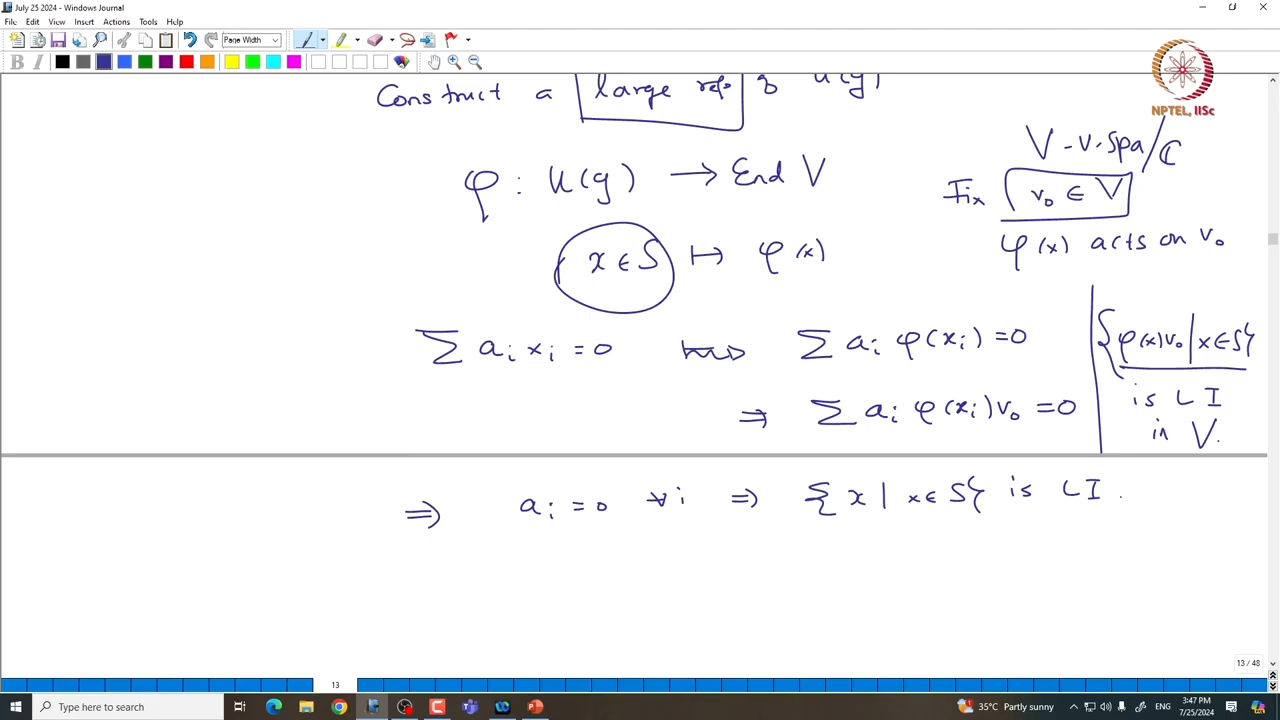 July 25 2024 - Windows Journal
File Edit View Insert Actions Tools Help
Page Width
B I
NPTEL, IISc
Construct a large rep of U(g)
V - v. spa/ℂ
φ : U(g) → End V
Fix v₀ ∈ V
x ∈ S ↦ φ(x)
φ(x) acts on v₀
∑ aᵢ xᵢ = 0 ⟿ ∑ aᵢ φ(xᵢ) = 0
{φ(x)v₀ | x ∈ S}
⇒ ∑ aᵢ φ(xᵢ) v₀ = 0
is LI
in V.
⇒ aᵢ = 0 ∀ i ⇒ {x | x ∈ S} is LI.
13 / 48
13
Type here to search
35°C Partly sunny
3:47 PM
7/25/2024